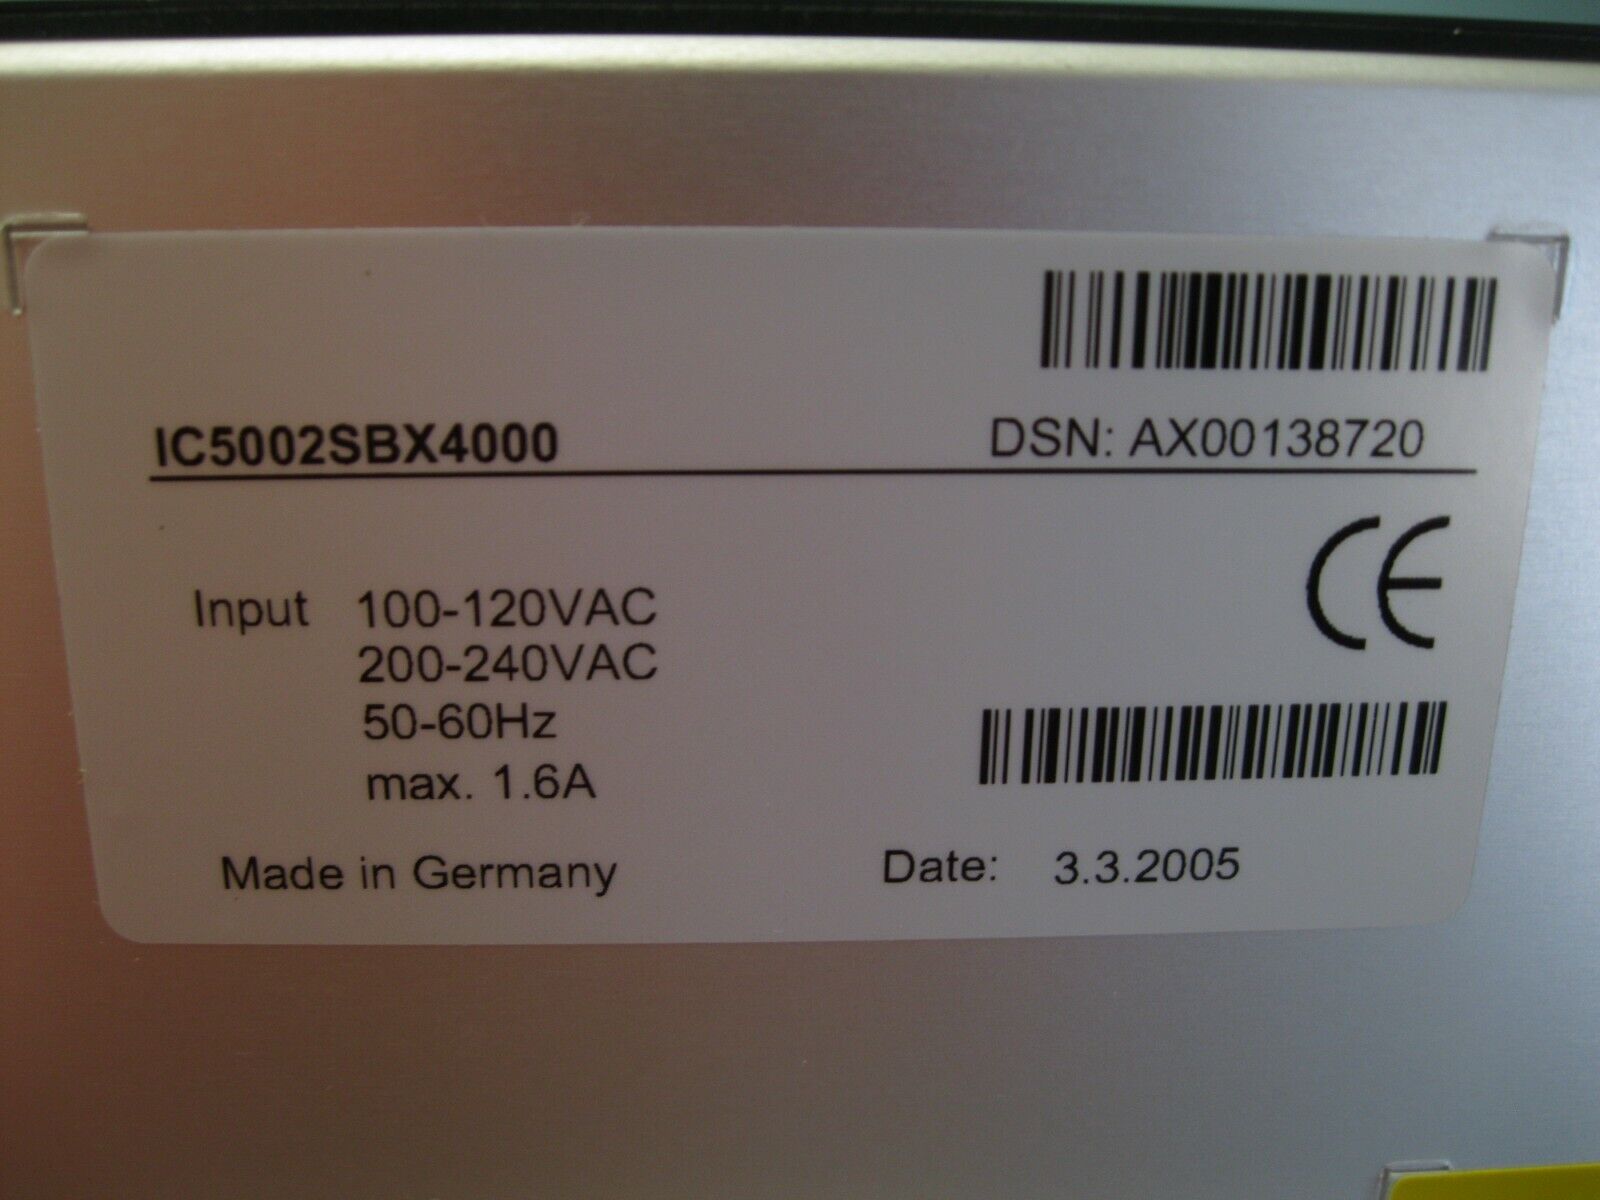 IC5002SBX4000 DSN: AX00138720
CE
Input 100-120VAC
200-240VAC
50-60Hz
max. 1.6A
Made in Germany Date: 3.3.2005